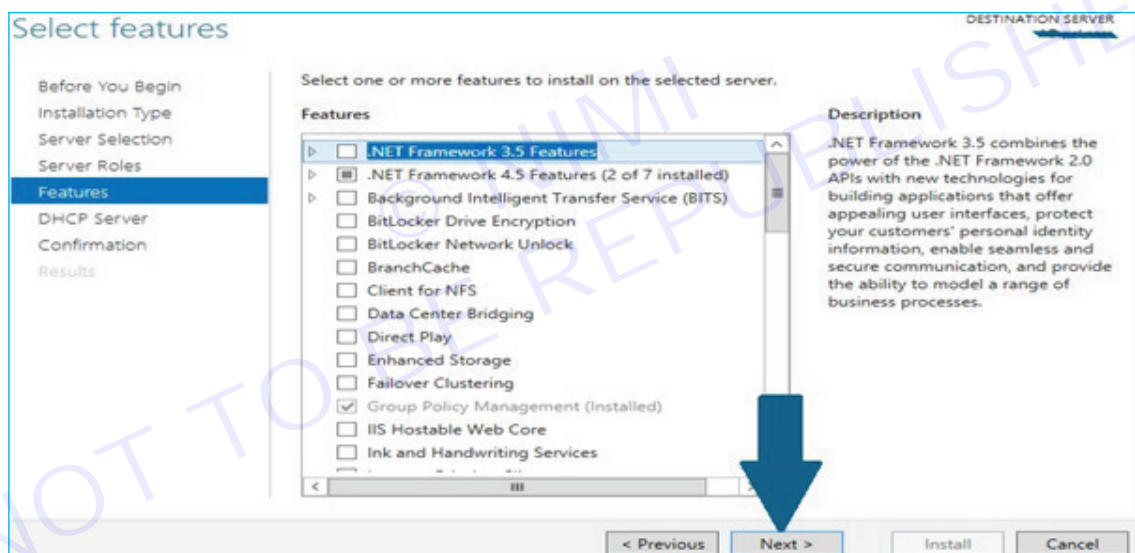 Select features
DESTINATION SERVER
Before You Begin
Installation Type
Server Selection
Server Roles
Features
DHCP Server
Confirmation
Results
Select one or more features to install on the selected server.
Features
.NET Framework 3.5 Features
.NET Framework 4.5 Features (2 of 7 installed)
Background Intelligent Transfer Service (BITS)
BitLocker Drive Encryption
BitLocker Network Unlock
BranchCache
Client for NFS
Data Center Bridging
Direct Play
Enhanced Storage
Failover Clustering
Group Policy Management (Installed)
IIS Hostable Web Core
Ink and Handwriting Services
Description
.NET Framework 3.5 combines the
power of the .NET Framework 2.0
APIs with new technologies for
building applications that offer
appealing user interfaces, protect
your customers' personal identity
information, enable seamless and
secure communication, and provide
the ability to model a range of
business processes.
< Previous
Next >
Install
Cancel
© NIMI
NOT TO BE REPUBLISHE